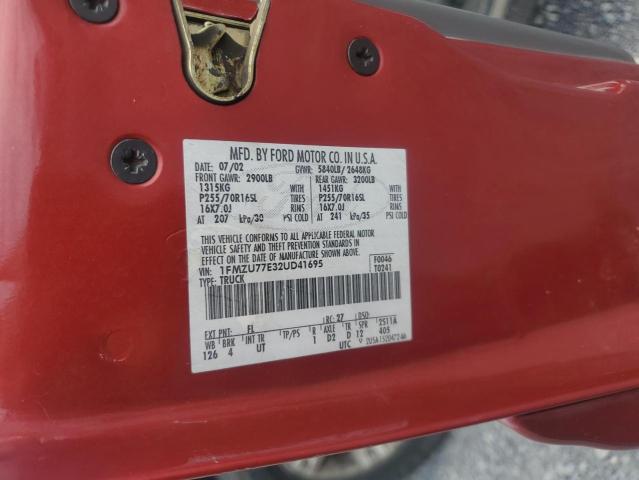 MFD. BY FORD MOTOR CO. IN U.S.A.
DATE: 07/02 GVWR: 5840LB/2648KG
FRONT GAWR: 2900LB REAR GAWR: 3200LB
1315KG WITH 1451KG WITH
P255/70R16SL TIRES P255/70R16SL TIRES
16X7.0J RIMS 16X7.0J RIMS
AT 207 kPa/30 PSI COLD AT 241 kPa/35 PSI COLD
THIS VEHICLE CONFORMS TO ALL APPLICABLE FEDERAL MOTOR
VEHICLE SAFETY AND THEFT PREVENTION STANDARDS IN
EFFECT ON THE DATE OF MANUFACTURE SHOWN ABOVE.
VIN: 1FMZU77E32UD41695 F0046
TYPE: TRUCK T0241
EXT PNT: FL RC: 27 DSO:
WB BRK INT TR TP/PS R AXLE TR SPR 2511A
126 4 UT 1 D2 D 12 405
UTC